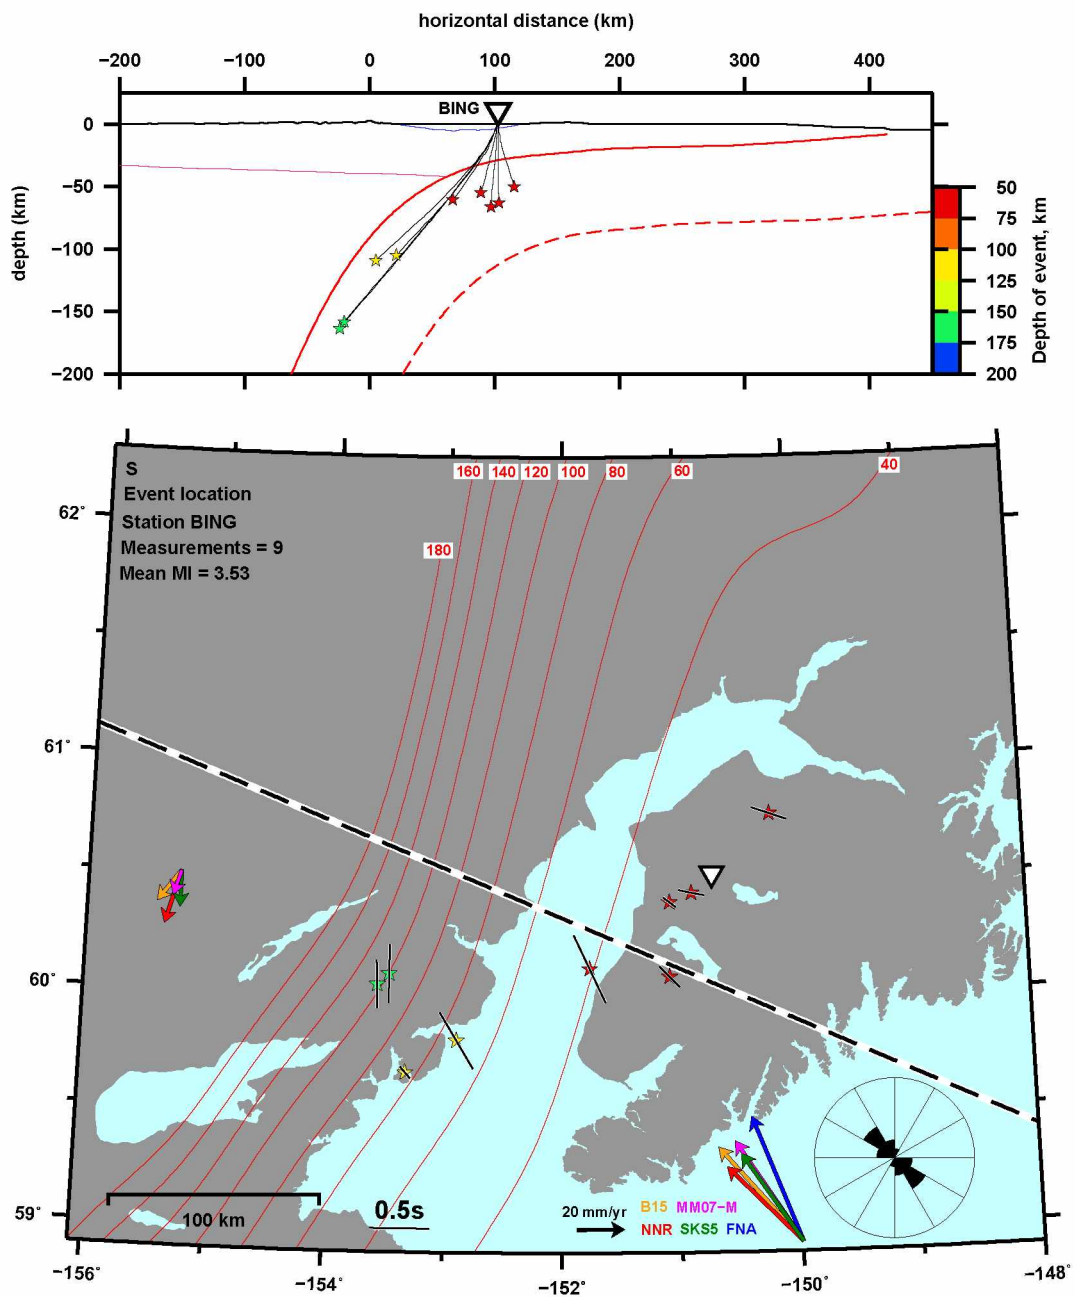 horizontal distance (km)
−200 −100 0 100 200 300 400
BING
0
−50
−100
−150
−200
depth (km)
50
75
100
125
150
175
200
Depth of event, km
S
Event location
Station BING
Measurements = 9
Mean MI = 3.53
160 140 120 100 80 60 40
180
62°
61°
60°
59°
100 km
0.5s
20 mm/yr
B15 MM07−M
NNR SKS5 FNA
−156° −154° −152° −150° −148°